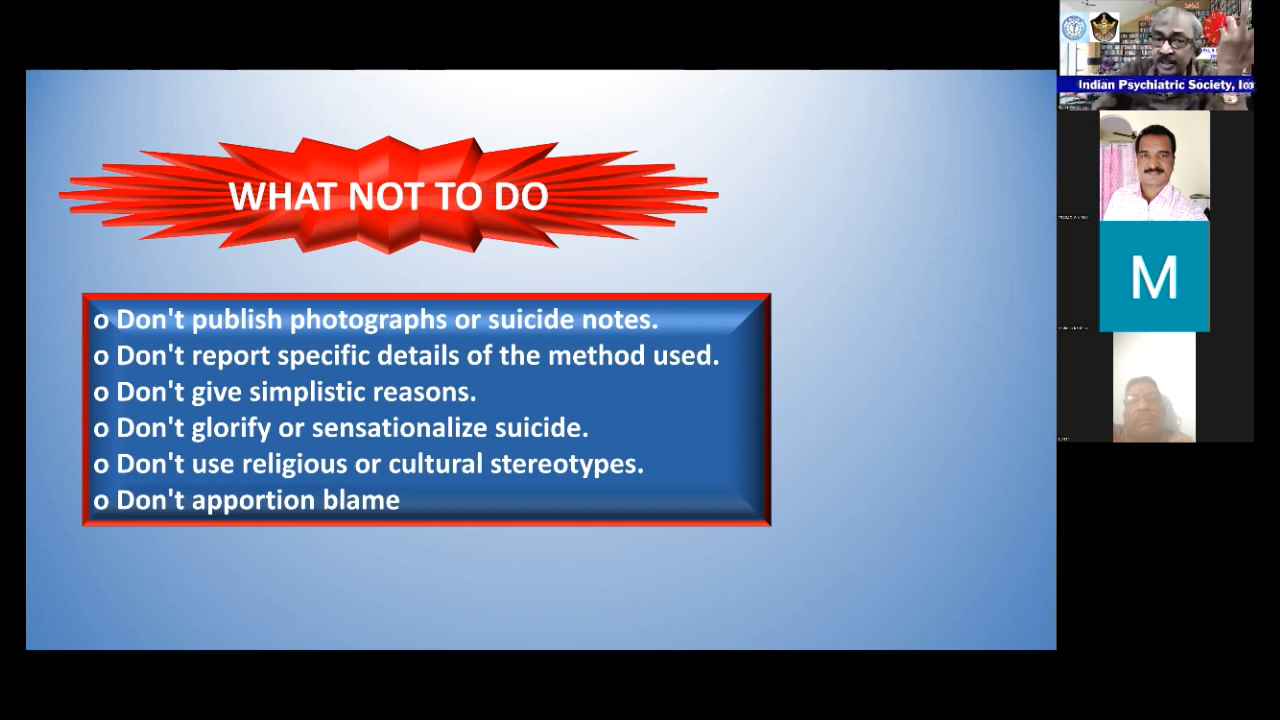 WHAT NOT TO DO
o Don't publish photographs or suicide notes.
o Don't report specific details of the method used.
o Don't give simplistic reasons.
o Don't glorify or sensationalize suicide.
o Don't use religious or cultural stereotypes.
o Don't apportion blame
Indian Psychiatric Society,
M